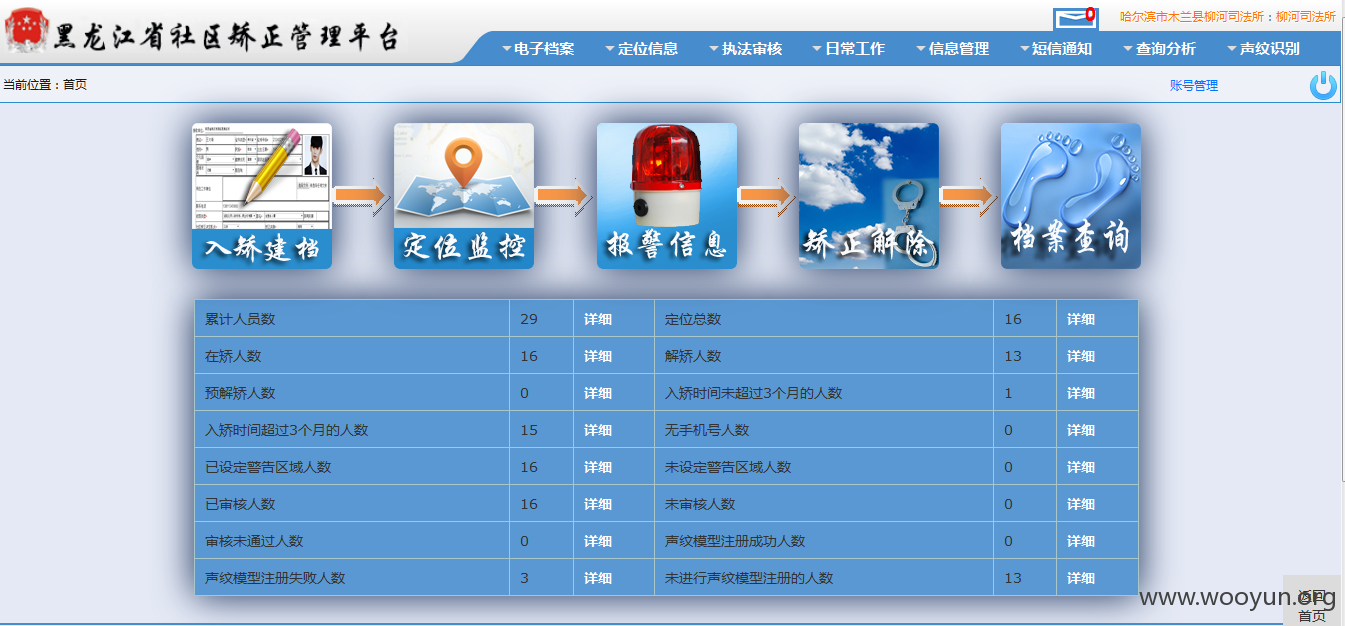 黑龙江省社区矫正管理平台
0
哈尔滨市木兰县柳河司法所：柳河司法所
电子档案 定位信息 执法审核 日常工作 信息管理 短信通知 查询分析 声纹识别
当前位置：首页
账号管理
入矫建档 定位监控 报警信息 矫正解除 档案查询
累计人员数 29 详细 定位总数 16 详细
在矫人数 16 详细 解矫人数 13 详细
预解矫人数 0 详细 入矫时间未超过3个月的人数 1 详细
入矫时间超过3个月的人数 15 详细 无手机号人数 0 详细
已设定警告区域人数 16 详细 未设定警告区域人数 0 详细
已审核人数 16 详细 未审核人数 0 详细
审核未通过人数 0 详细 声纹模型注册成功人数 0 详细
声纹模型注册失败人数 3 详细 未进行声纹模型注册的人数 13 详细
www.wooyun.org
返回
首页